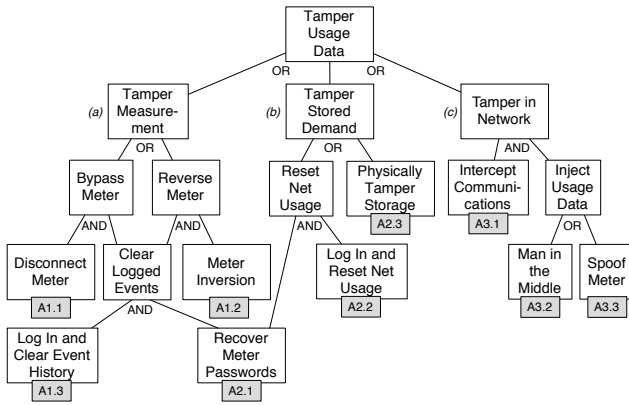 Tamper
Usage
Data
OR
OR
OR
(a)
Tamper
Measure-
ment
(b)
Tamper
Stored
Demand
(c)
Tamper in
Network
OR
OR
AND
Bypass
Meter
Reverse
Meter
Reset
Net
Usage
Physically
Tamper
Storage
A2.3
Intercept
Communi-
cations
A3.1
Inject
Usage
Data
AND
AND
AND
OR
Disconnect
Meter
A1.1
Clear
Logged
Events
Meter
Inversion
A1.2
Log In and
Reset Net
Usage
A2.2
Man in
the
Middle
A3.2
Spoof
Meter
A3.3
AND
Log In and
Clear Event
History
A1.3
Recover
Meter
Passwords
A2.1